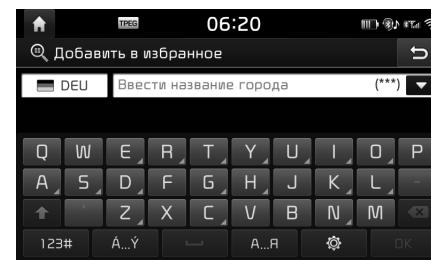 TPEG 06:20
Добавить в избранное
DEU Ввести название города (***)
Q W E R T Y U I O P
A S D F G H J K L -
' Z X C V B N M
123# Á...Ý А...Я OK